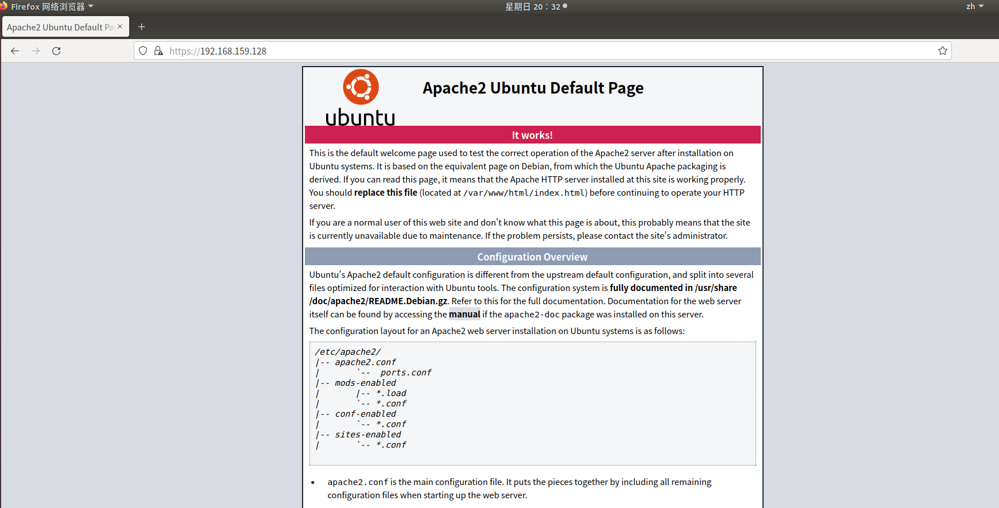 Firefox 网络浏览器
星期日 20：32
zh
Apache2 Ubuntu Default Pa
https://192.168.159.128
ubuntu
Apache2 Ubuntu Default Page
It works!
This is the default welcome page used to test the correct operation of the Apache2 server after installation on
Ubuntu systems. It is based on the equivalent page on Debian, from which the Ubuntu Apache packaging is
derived. If you can read this page, it means that the Apache HTTP server installed at this site is working properly.
You should replace this file (located at /var/www/html/index.html) before continuing to operate your HTTP
server.
If you are a normal user of this web site and don't know what this page is about, this probably means that the site
is currently unavailable due to maintenance. If the problem persists, please contact the site's administrator.
Configuration Overview
Ubuntu's Apache2 default configuration is different from the upstream default configuration, and split into several
files optimized for interaction with Ubuntu tools. The configuration system is fully documented in /usr/share
/doc/apache2/README.Debian.gz. Refer to this for the full documentation. Documentation for the web server
itself can be found by accessing the manual if the apache2-doc package was installed on this server.
The configuration layout for an Apache2 web server installation on Ubuntu systems is as follows:
/etc/apache2/
|-- apache2.conf
|       `--  ports.conf
|-- mods-enabled
|       |-- *.load
|       `-- *.conf
|-- conf-enabled
|       `-- *.conf
|-- sites-enabled
|       `-- *.conf
• apache2.conf is the main configuration file. It puts the pieces together by including all remaining
configuration files when starting up the web server.